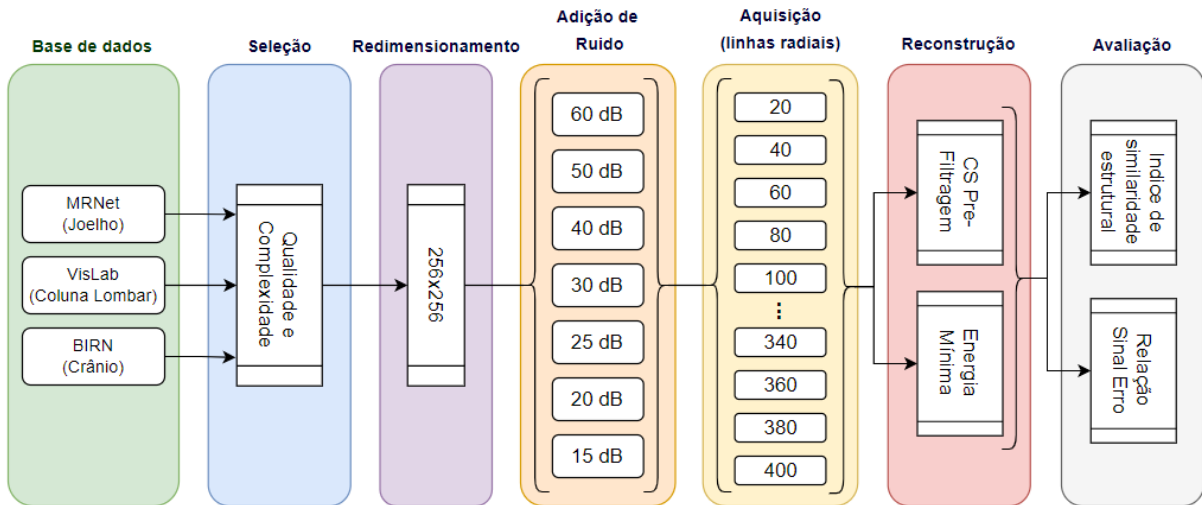 Base de dados
Seleção
Redimensionamento
Adição de
Ruido
Aquisição
(linhas radiais)
Reconstrução
Avaliação
MRNet
(Joelho)
VisLab
(Coluna Lombar)
BIRN
(Crânio)
Qualidade e
Complexidade
256x256
60 dB
50 dB
40 dB
30 dB
25 dB
20 dB
15 dB
20
40
60
80
100
...
340
360
380
400
CS Pre-
Filtragem
Energia
Mínima
Indice de
similaridade
estrutural
Relação
Sinal Erro